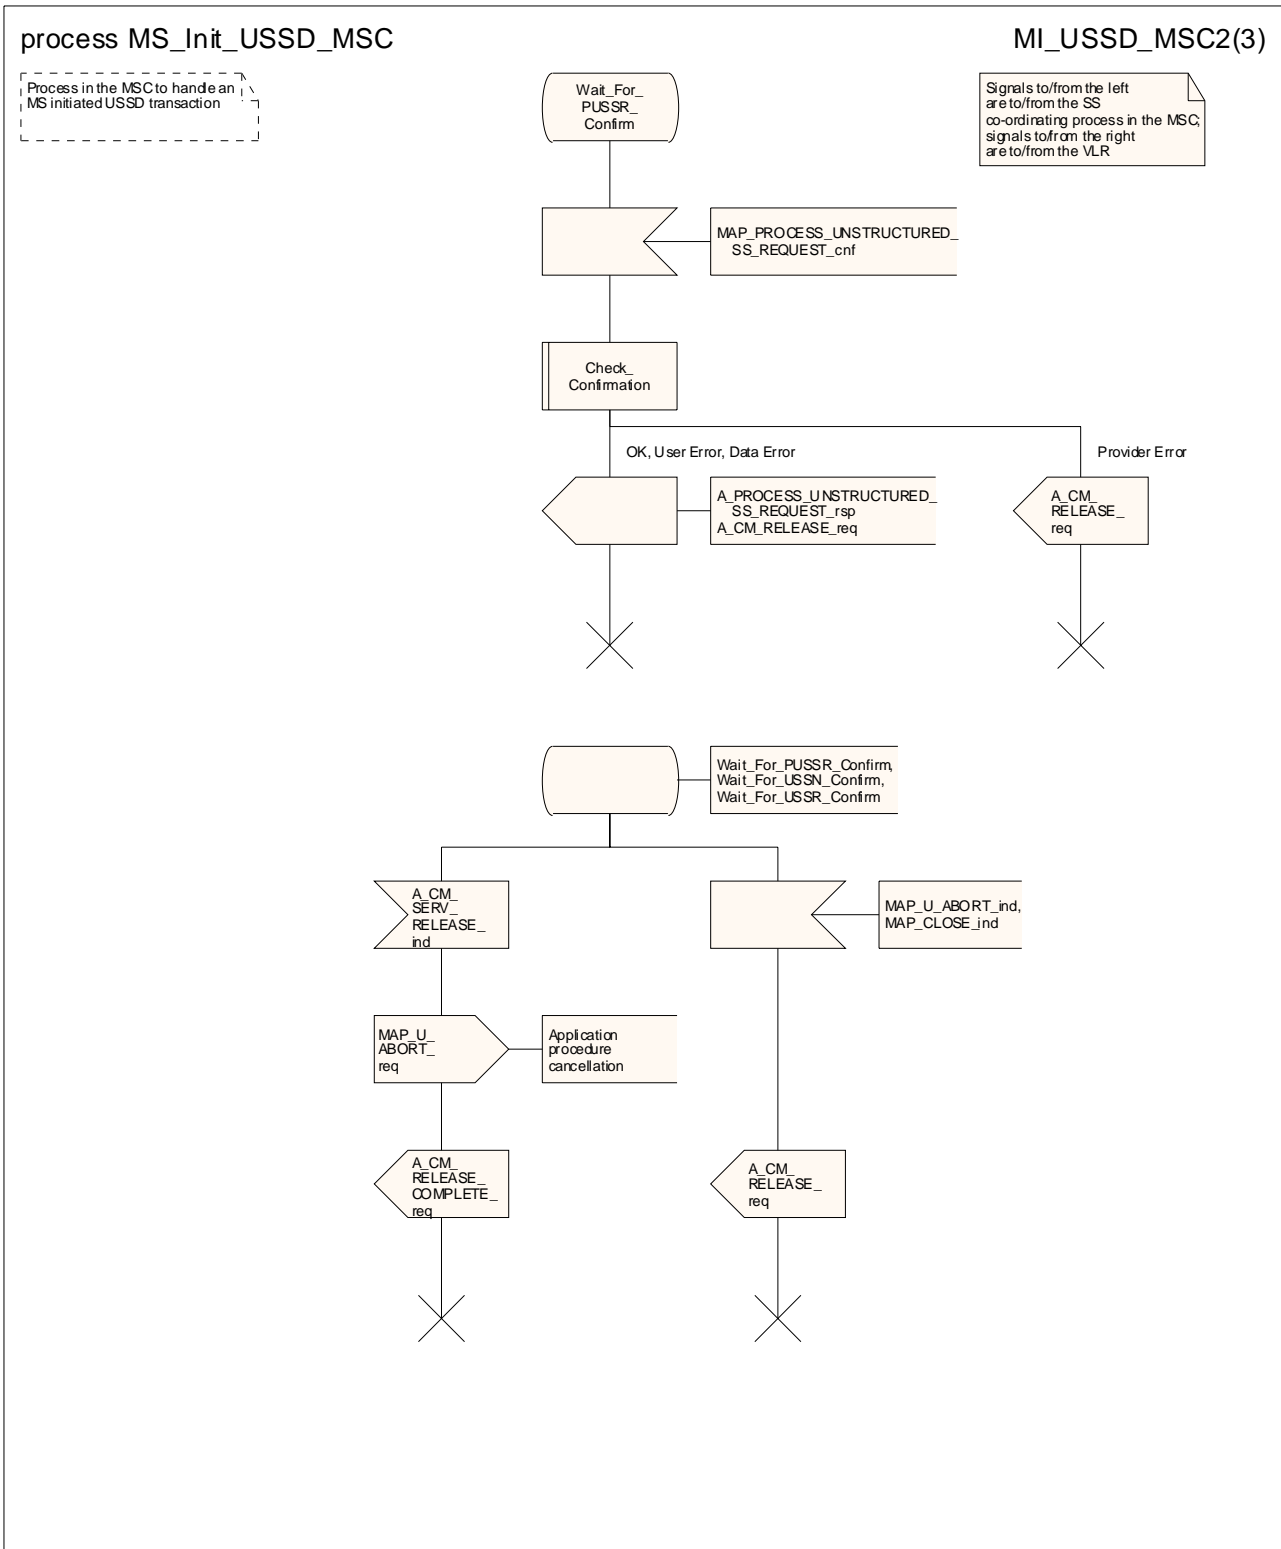 process MS_Init_USSD_MSC
MI_USSD_MSC2(3)
Process in the MSC to handle an
MS initiated USSD transaction
Wait_For_
PUSSR_
Confirm
Signals to/from the left
are to/from the SS
co-ordinating process in the MSC;
signals to/from the right
are to/from the VLR
MAP_PROCESS_UNSTRUCTURED_
SS_REQUEST_cnf
Check_
Confirmation
OK, User Error, Data Error
Provider Error
A_PROCESS_UNSTRUCTURED_
SS_REQUEST_rsp
A_CM_RELEASE_req
A_CM_
RELEASE_
req
Wait_For_PUSSR_Confirm,
Wait_For_USSN_Confirm,
Wait_For_USSR_Confirm
A_CM_
SERV_
RELEASE_
ind
MAP_U_ABORT_ind,
MAP_CLOSE_ind
MAP_U_
ABORT_
req
Application
procedure
cancellation
A_CM_
RELEASE_
COMPLETE_
req
A_CM_
RELEASE_
req